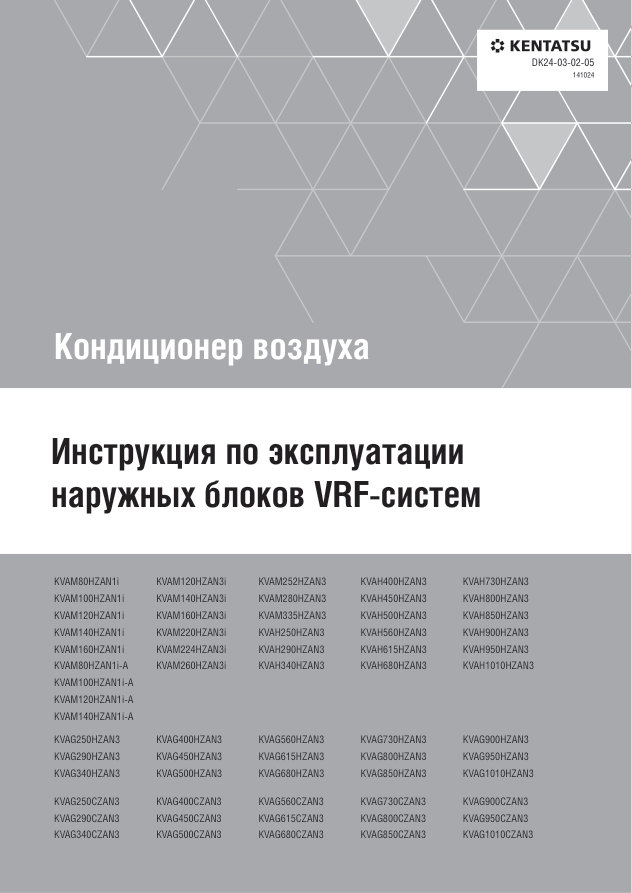 KENTATSU
DK24-03-02-05
141024
Кондиционер воздуха
Инструкция по эксплуатации
наружных блоков VRF-систем
KVAM80HZAN1i KVAM120HZAN3i KVAM252HZAN3 KVAH400HZAN3 KVAH730HZAN3
KVAM100HZAN1i KVAM140HZAN3i KVAM280HZAN3 KVAH450HZAN3 KVAH800HZAN3
KVAM120HZAN1i KVAM160HZAN3i KVAM335HZAN3 KVAH500HZAN3 KVAH850HZAN3
KVAM140HZAN1i KVAM220HZAN3i KVAH250HZAN3 KVAH560HZAN3 KVAH900HZAN3
KVAM160HZAN1i KVAM224HZAN3i KVAH290HZAN3 KVAH615HZAN3 KVAH950HZAN3
KVAM80HZAN1i-A KVAM260HZAN3i KVAH340HZAN3 KVAH680HZAN3 KVAH1010HZAN3
KVAM100HZAN1i-A
KVAM120HZAN1i-A
KVAM140HZAN1i-A
KVAG250HZAN3 KVAG400HZAN3 KVAG560HZAN3 KVAG730HZAN3 KVAG900HZAN3
KVAG290HZAN3 KVAG450HZAN3 KVAG615HZAN3 KVAG800HZAN3 KVAG950HZAN3
KVAG340HZAN3 KVAG500HZAN3 KVAG680HZAN3 KVAG850HZAN3 KVAG1010HZAN3
KVAG250CZAN3 KVAG400CZAN3 KVAG560CZAN3 KVAG730CZAN3 KVAG900CZAN3
KVAG290CZAN3 KVAG450CZAN3 KVAG615CZAN3 KVAG800CZAN3 KVAG950CZAN3
KVAG340CZAN3 KVAG500CZAN3 KVAG680CZAN3 KVAG850CZAN3 KVAG1010CZAN3